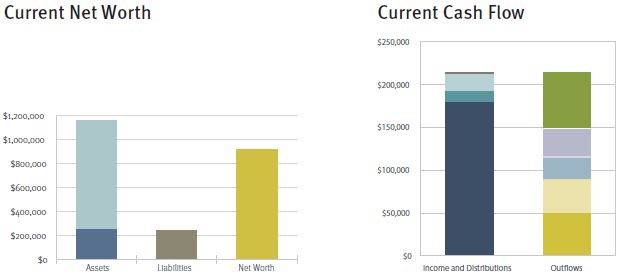 Current Net Worth
$1,200,000
$1,000,000
$800,000
$600,000
$400,000
$200,000
$0
Assets
Liabilities
Net Worth
Current Cash Flow
$250,000
$200,000
$150,000
$100,000
$50,000
$0
Income and Distributions
Outflows